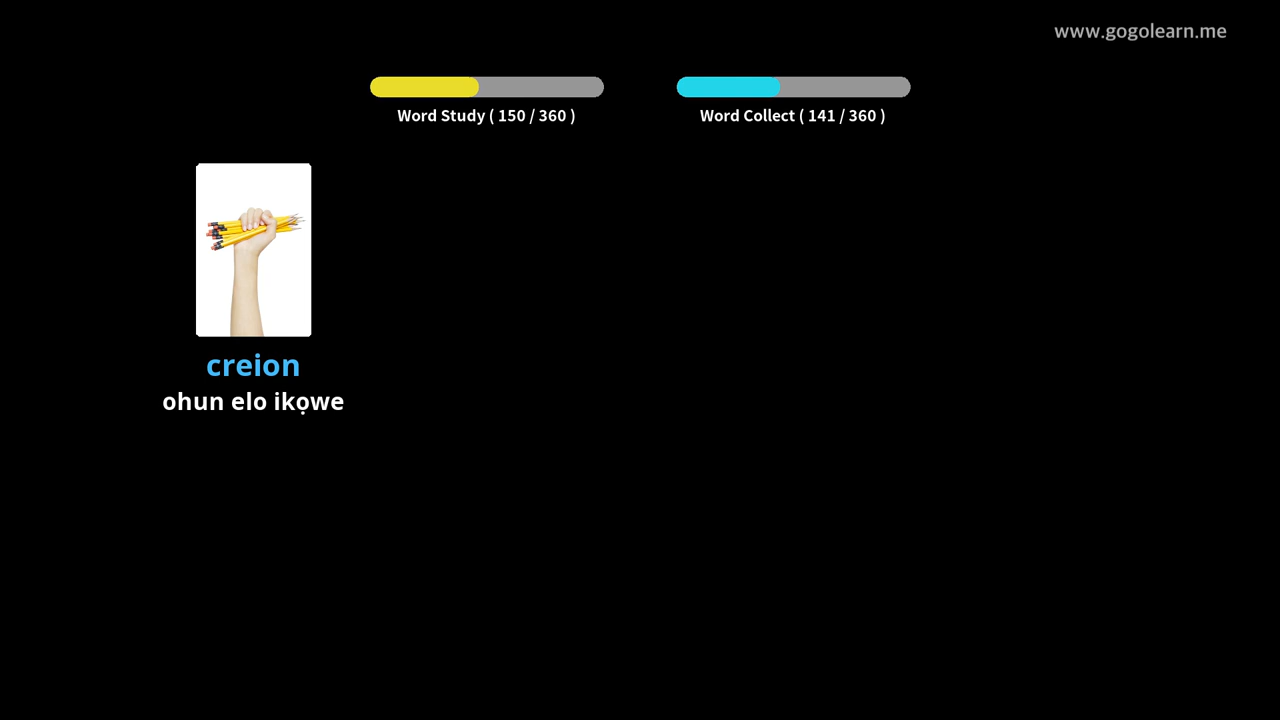 www.gogolearn.me
Word Study ( 150 / 360 )
Word Collect ( 141 / 360 )
creion
ohun elo ikọwe